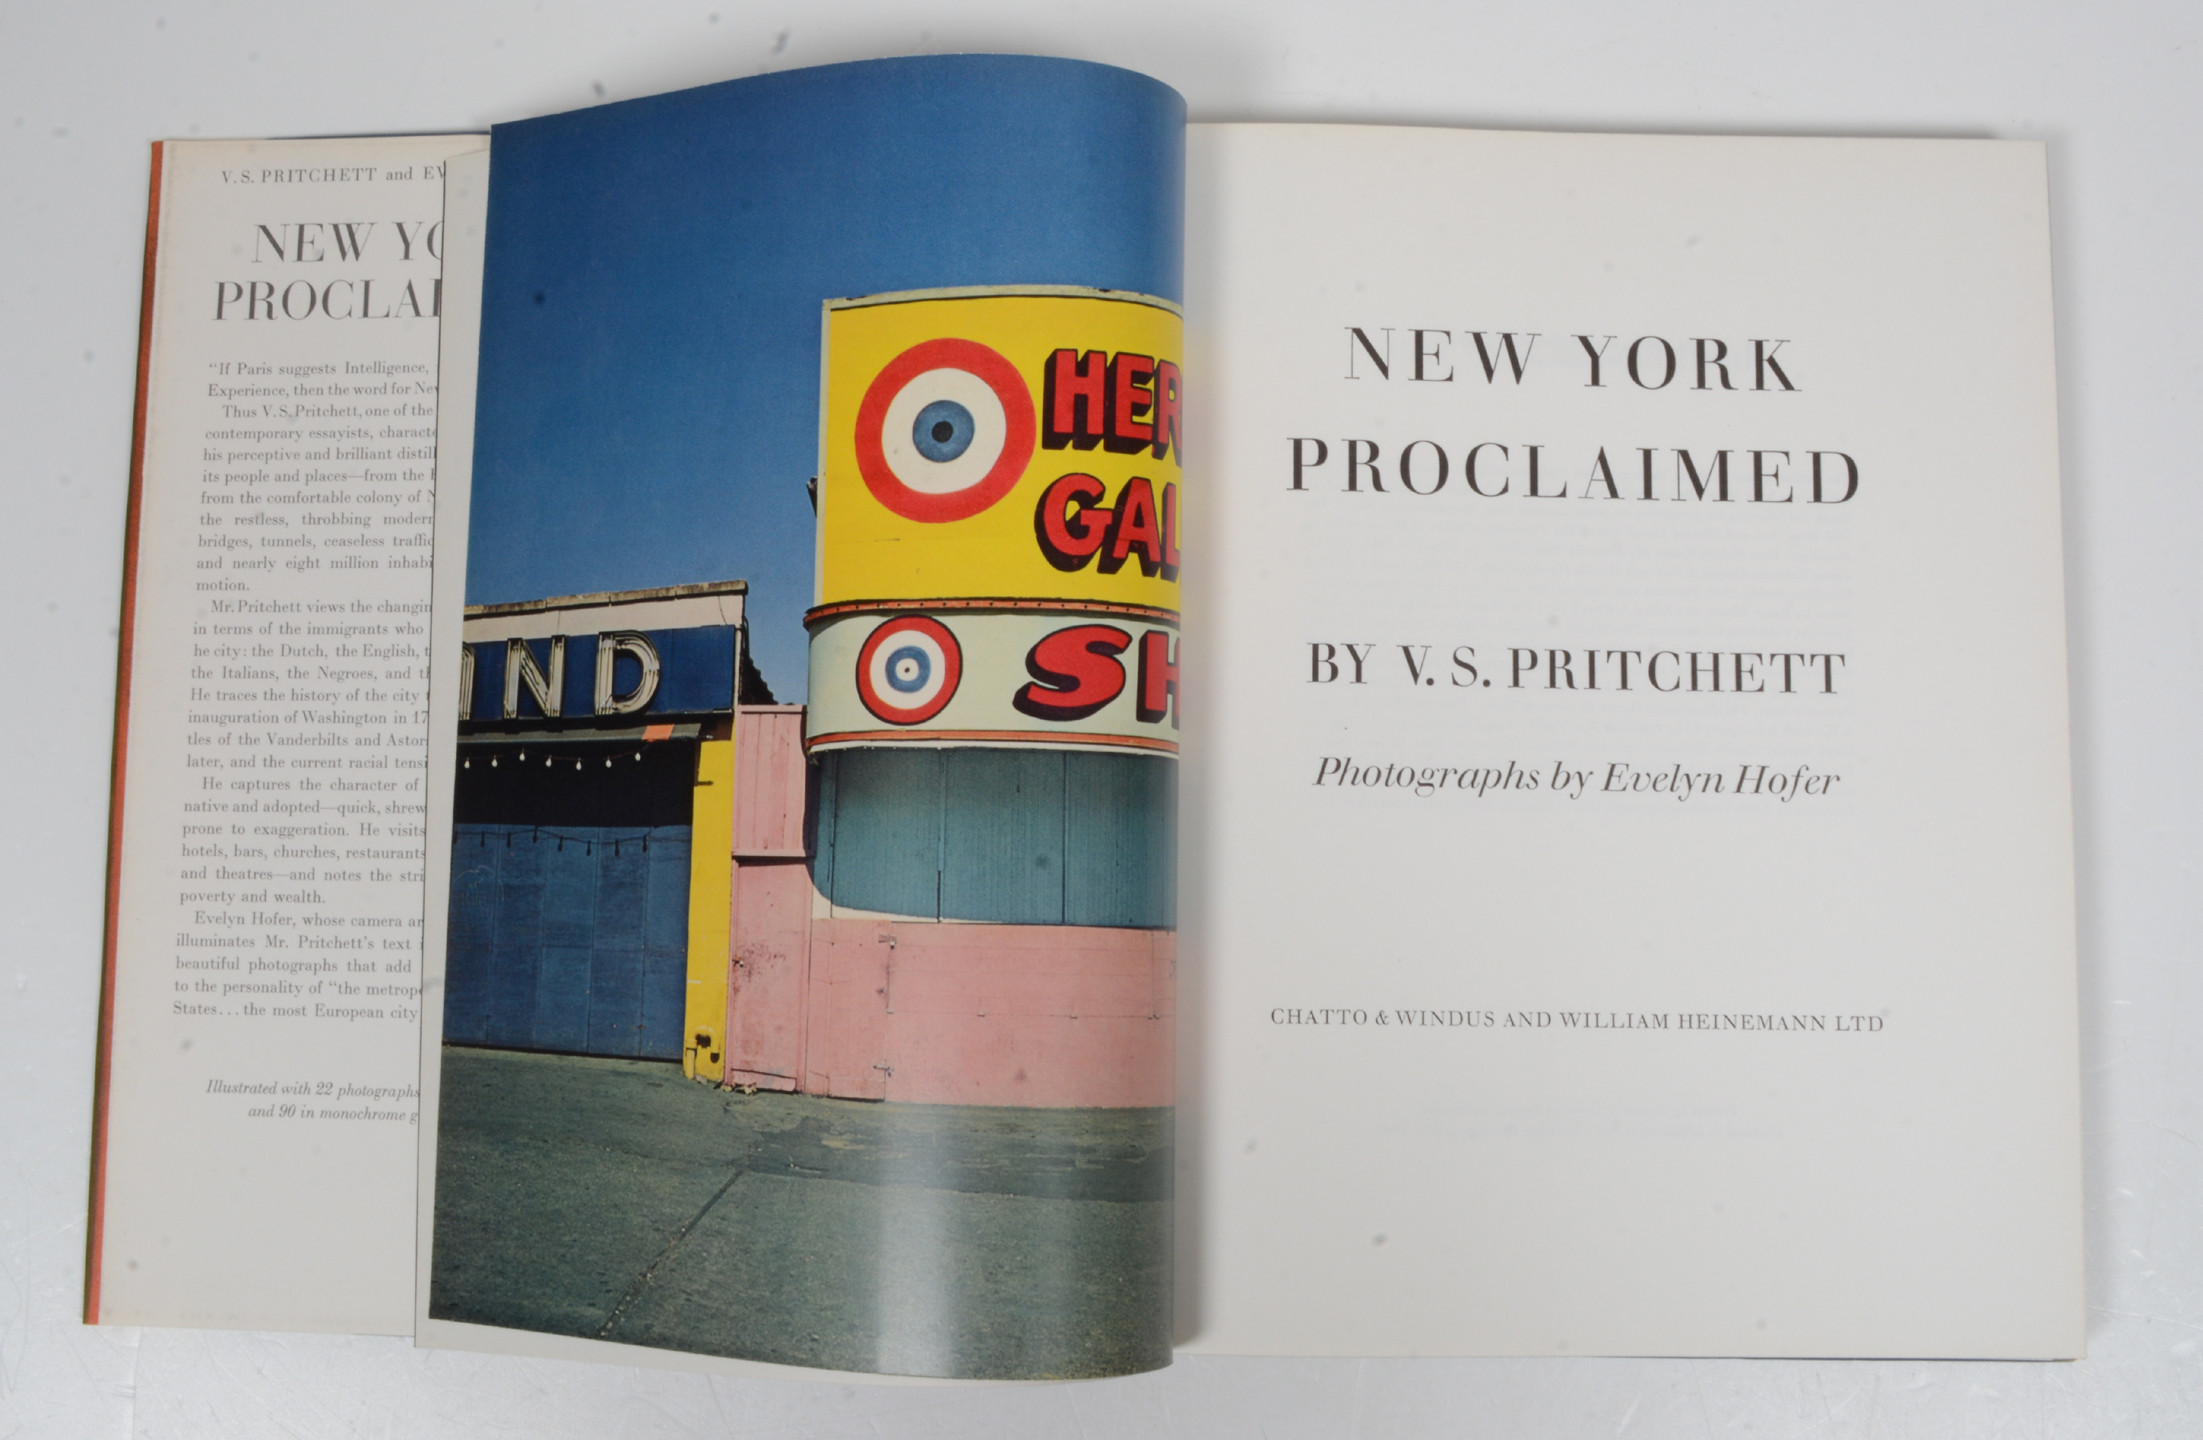 V.S. PRITCHETT and EV
NEW YO
PROCLAI
"If Paris suggests Intelligence,
Experience, then the word for Nev
Thus V.S. Pritchett, one of the
contemporary essayists, characte
his perceptive and brilliant distill
its people and places—from the
from the comfortable colony of
the restless, throbbing modern
bridges, tunnels, ceaseless traffic
and nearly eight million inhabi
motion.
Mr. Pritchett views the changin
in terms of the immigrants who
he city: the Dutch, the English, t
the Italians, the Negroes, and th
He traces the history of the city
inauguration of Washington in 17
tles of the Vanderbilts and Astor
later, and the current racial tensi
He captures the character of
native and adopted—quick, shrew
prone to exaggeration. He visits
hotels, bars, churches, restaurants
and theatres—and notes the stri
poverty and wealth.
Evelyn Hofer, whose camera ar
illuminates Mr. Pritchett's text
beautiful photographs that add
to the personality of "the metrop
States...the most European city
Illustrated with 22 photographs
and 90 in monochrome g
IND
HER
GAL
SH
NEW YORK
PROCLAIMED
BY V. S. PRITCHETT
Photographs by Evelyn Hofer
CHATTO & WINDUS AND WILLIAM HEINEMANN LTD